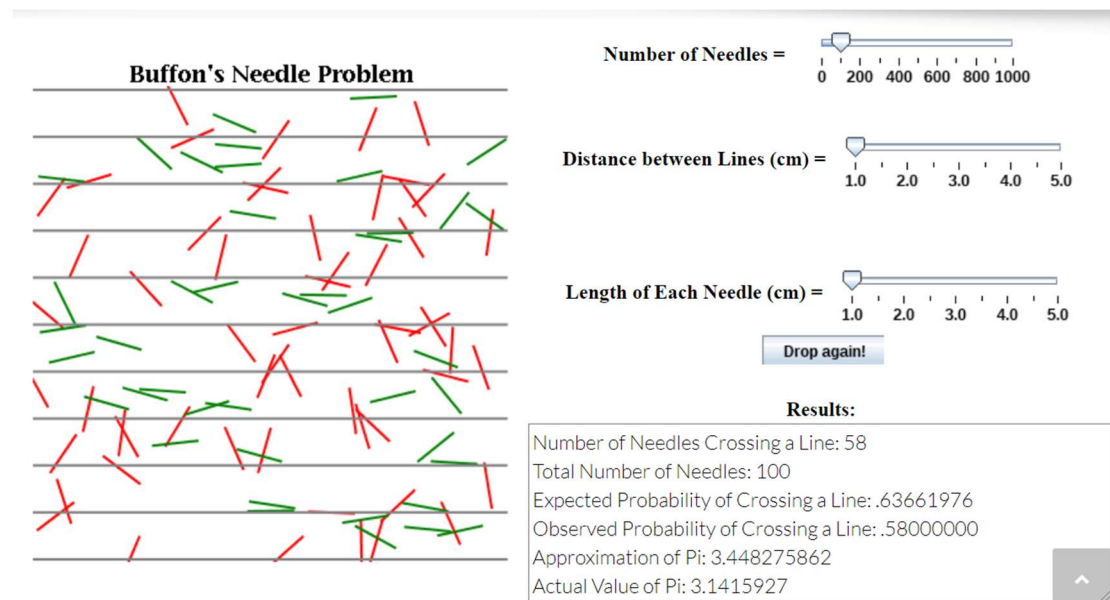 Buffon's Needle Problem
Number of Needles =
0 200 400 600 800 1000
Distance between Lines (cm) =
1.0 2.0 3.0 4.0 5.0
Length of Each Needle (cm) =
1.0 2.0 3.0 4.0 5.0
Drop again!
Results:
Number of Needles Crossing a Line: 58
Total Number of Needles: 100
Expected Probability of Crossing a Line: .63661976
Observed Probability of Crossing a Line: .58000000
Approximation of Pi: 3.448275862
Actual Value of Pi: 3.1415927